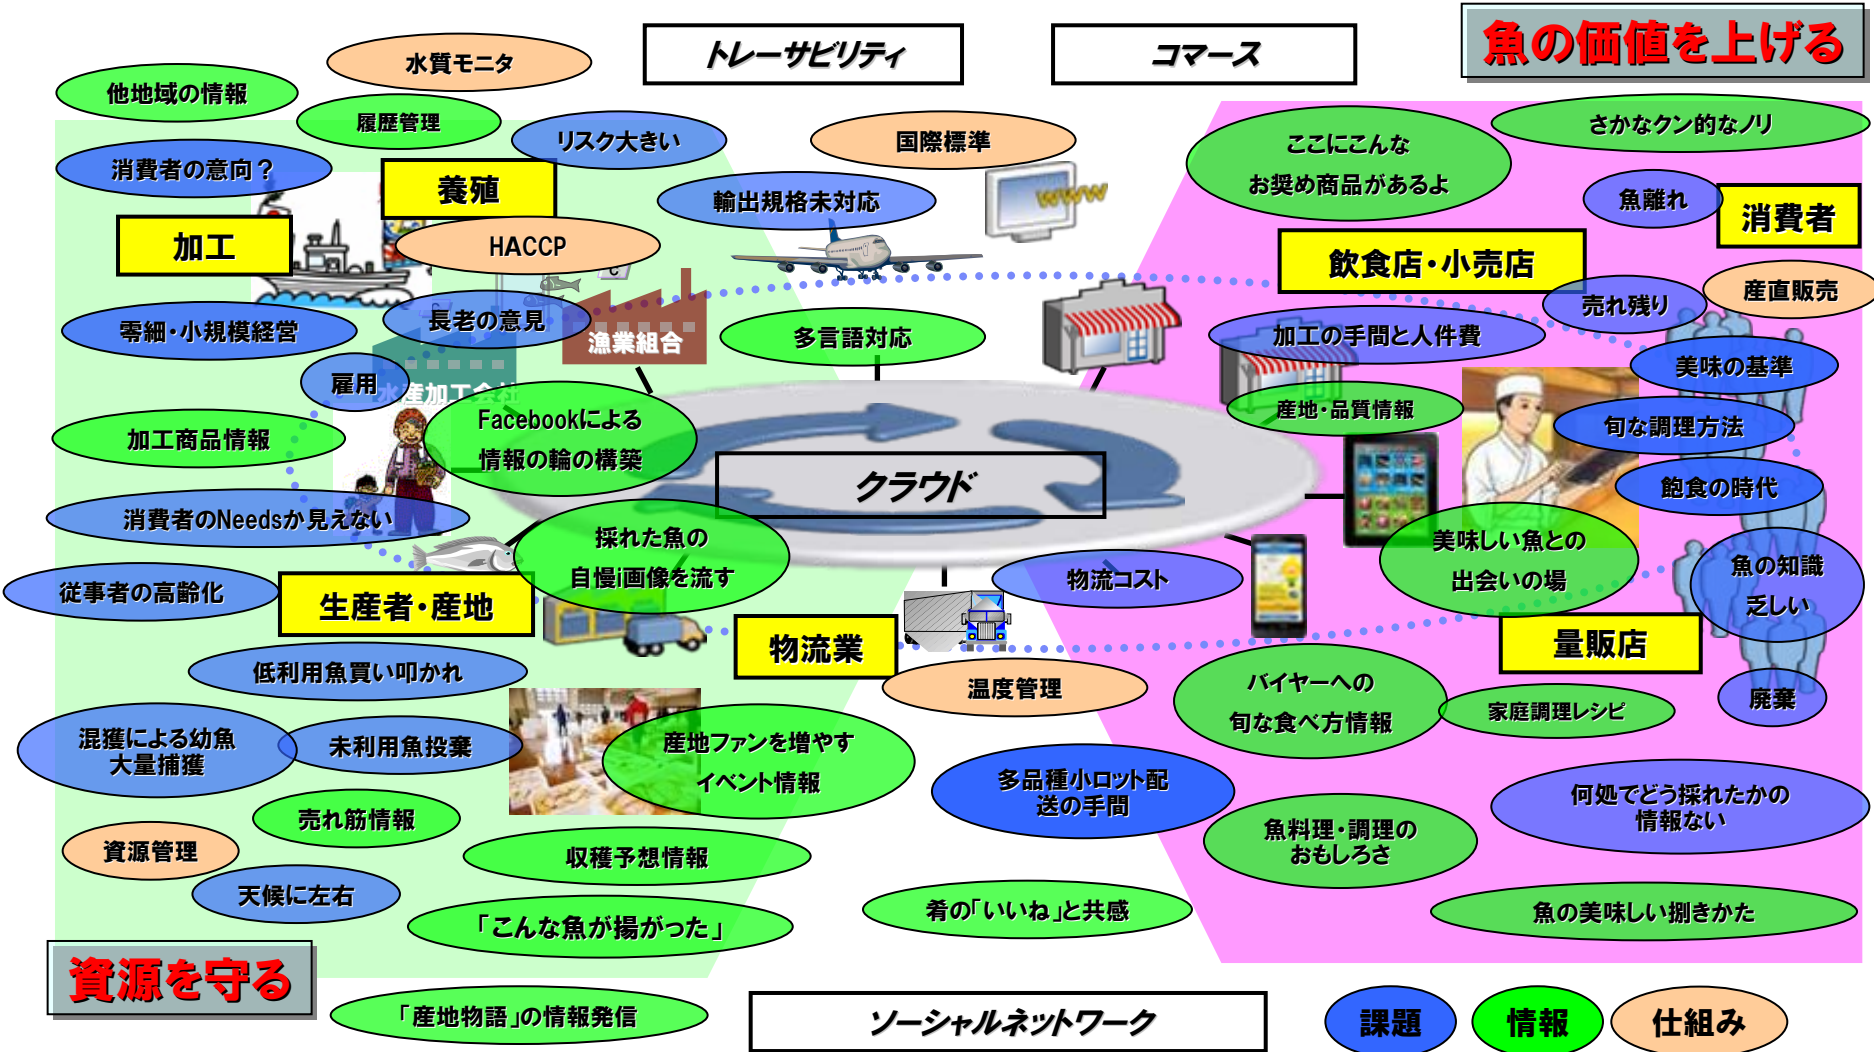 トレーサビリティ
コマース
魚の価値を上げる
水質モニタ
他地域の情報
履歴管理
リスク大きい
国際標準
ここにこんな
お奨め商品があるよ
さかなクン的なノリ
消費者の意向？
養殖
輸出規格未対応
www
魚離れ
消費者
加工
HACCP
飲食店・小売店
売れ残り
産直販売
零細・小規模経営
長老の意見
漁業組合
多言語対応
加工の手間と人件費
美味の基準
雇用
水産加工会社
Facebookによる
情報の輪の構築
産地・品質情報
旬な調理方法
加工商品情報
クラウド
飽食の時代
消費者のNeedsか見えない
採れた魚の
自慢i画像を流す
美味しい魚との
出会いの場
物流コスト
魚の知識
乏しい
従事者の高齢化
生産者・産地
物流業
量販店
低利用魚買い叩かれ
温度管理
バイヤーへの
旬な食べ方情報
家庭調理レシピ
廃棄
混獲による幼魚
大量捕獲
未利用魚投棄
産地ファンを増やす
イベント情報
多品種小ロット配
送の手間
何処でどう採れたかの
情報ない
売れ筋情報
資源管理
収穫予想情報
魚料理・調理の
おもしろさ
天候に左右
「こんな魚が揚がった」
肴の「いいね」と共感
魚の美味しい捌きかた
資源を守る
「産地物語」の情報発信
ソーシャルネットワーク
課題
情報
仕組み